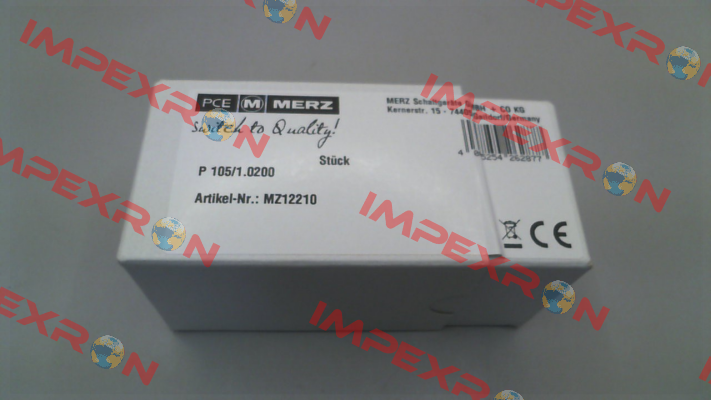 PCE M MERZ
Switch to Quality!
Stück
P 105/1.0200
Artikel-Nr.: MZ12210
MERZ Schaltgeräte GmbH + CO KG
Kernerstr. 15 - 74405 Gaildorf/Germany
CE
IMPEXRON
IMPEXRON
IMPEXRON
IMPEXRON
IMPEXRON
IMPEXRON
IMPEXRON